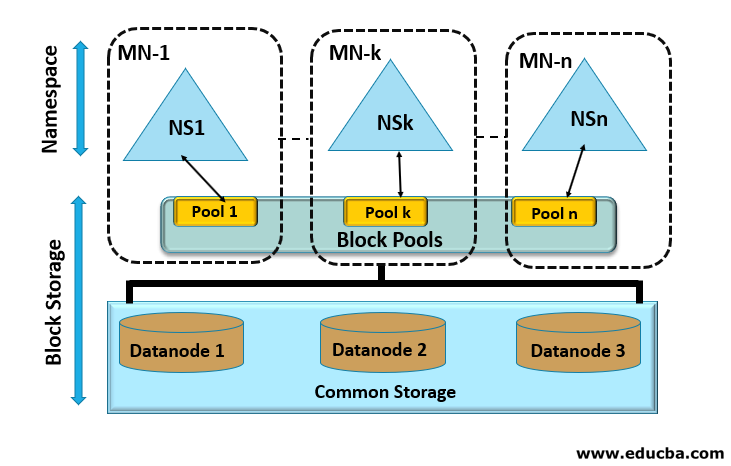 MN-1
MN-k
MN-n
Namespace
NS1
NSk
NSn
Pool 1
Pool k
Pool n
Block Pools
Block Storage
Datanode 1
Datanode 2
Datanode 3
Common Storage
www.educba.com